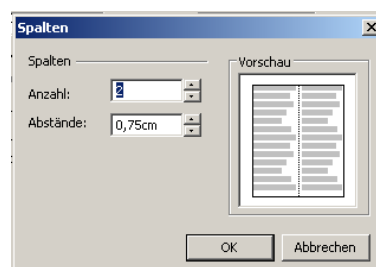 Spalten
Spalten
Vorschau
Anzahl:
2
Abstände:
0,75cm
OK
Abbrechen